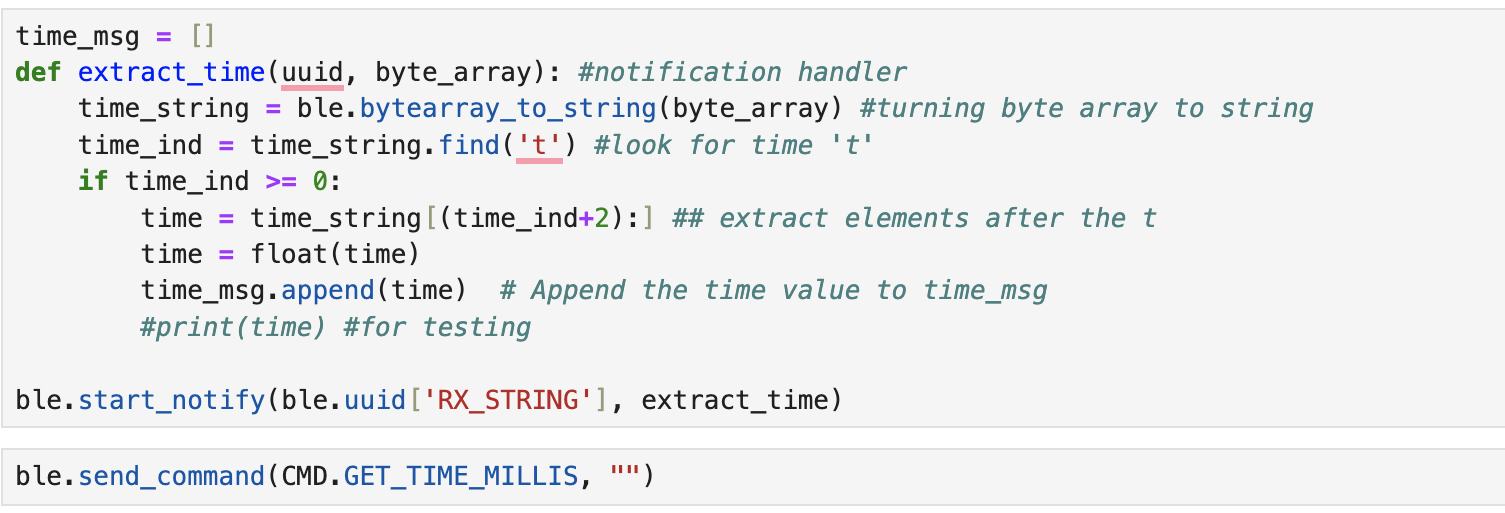 time_msg = []
def extract_time(uuid, byte_array): #notification handler
    time_string = ble.bytearray_to_string(byte_array) #turning byte array to string
    time_ind = time_string.find('t') #look for time 't'
    if time_ind >= 0:
        time = time_string[(time_ind+2):] ## extract elements after the t
        time = float(time)
        time_msg.append(time)  # Append the time value to time_msg
        #print(time) #for testing

ble.start_notify(ble.uuid['RX_STRING'], extract_time)
ble.send_command(CMD.GET_TIME_MILLIS, "")